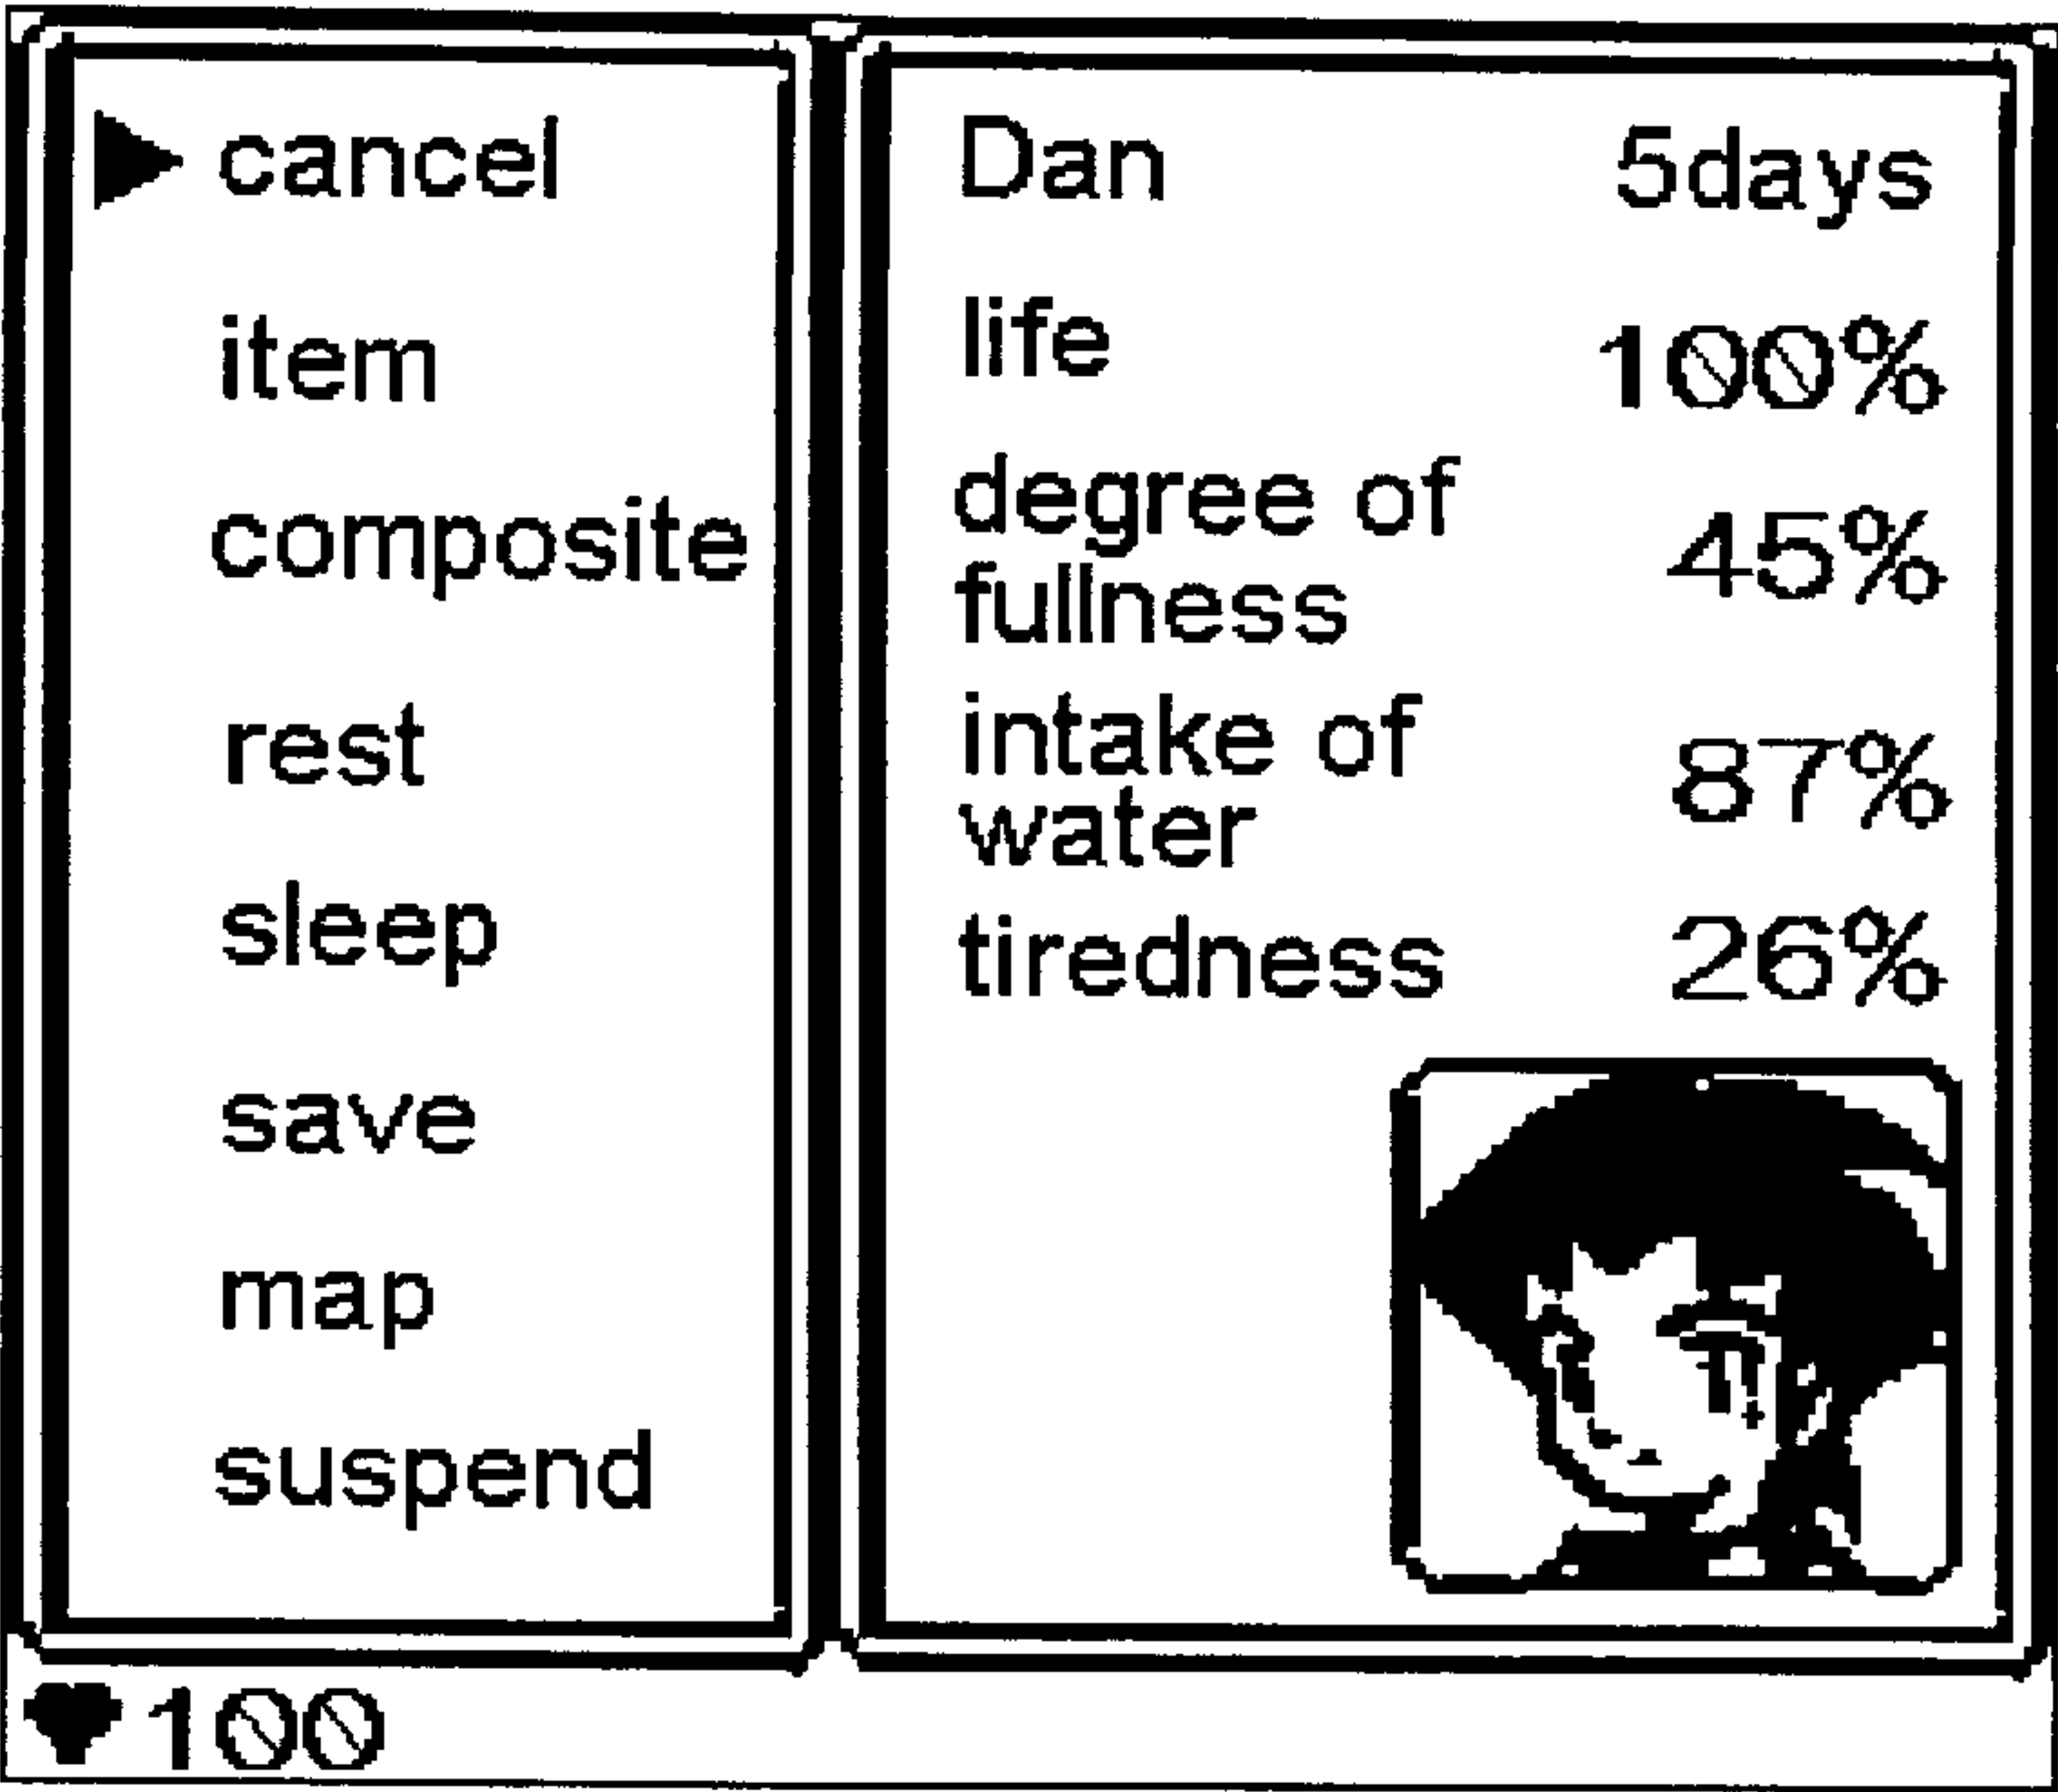 cancel
item
composite
rest
sleep
save
map
suspend
Dan 5days
life 100%
degree of
fullness 45%
intake of
water 87%
tiredness 26%
♥100